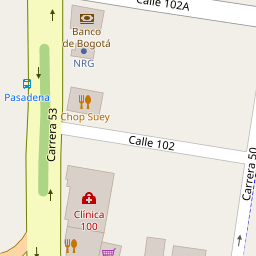 Calle 102A
Banco
de Bogotá
NRG
Pasadena
Chop Suey
Carrera 53
Calle 102
Carrera 50
Clínica
100